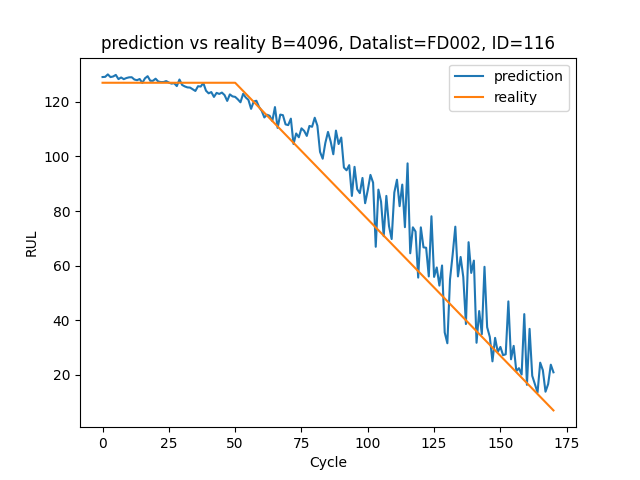 prediction vs reality B=4096, Datalist=FD002, ID=116
prediction
reality
RUL
120
100
80
60
40
20
0 25 50 75 100 125 150 175
Cycle